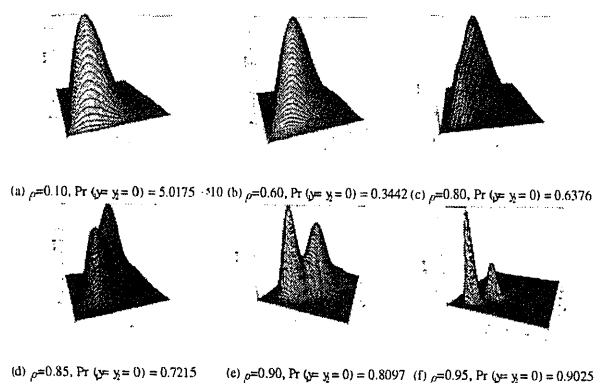 (a) ρ=0.10, Pr (y= y₂= 0) = 5.0175 · ⁵10 (b) ρ=0.60, Pr (y= y₂= 0) = 0.3442 (c) ρ=0.80, Pr (y= y₂= 0) = 0.6376
(d) ρ=0.85, Pr (y= y₂= 0) = 0.7215 (e) ρ=0.90, Pr (y= y₂= 0) = 0.8097 (f) ρ=0.95, Pr (y= y₂= 0) = 0.9025